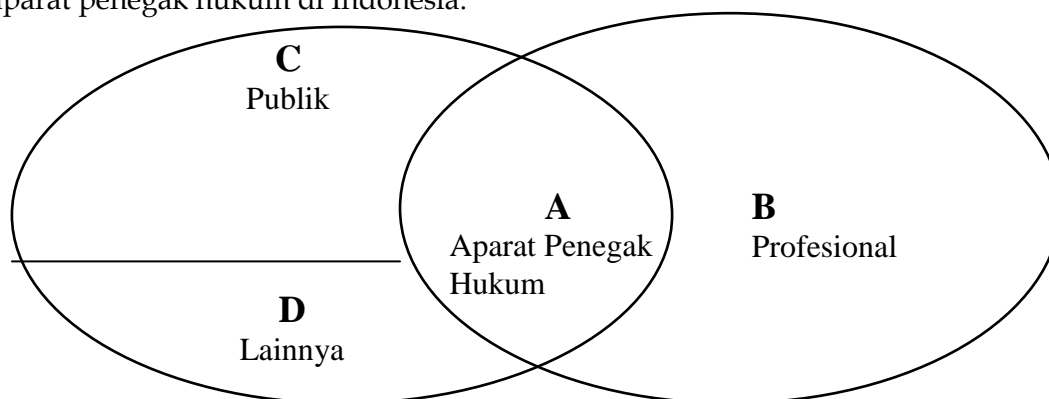 aparat penegak hukum di Indonesia.
C
Publik
A
Aparat Penegak
Hukum
B
Profesional
D
Lainnya